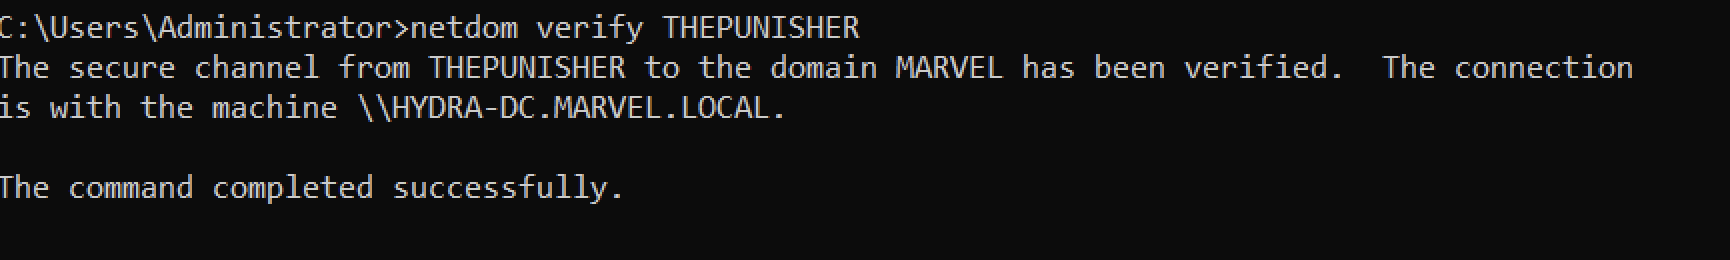 C:\Users\Administrator>netdom verify THEPUNISHER
The secure channel from THEPUNISHER to the domain MARVEL has been verified.  The connection
is with the machine \\HYDRA-DC.MARVEL.LOCAL.

The command completed successfully.